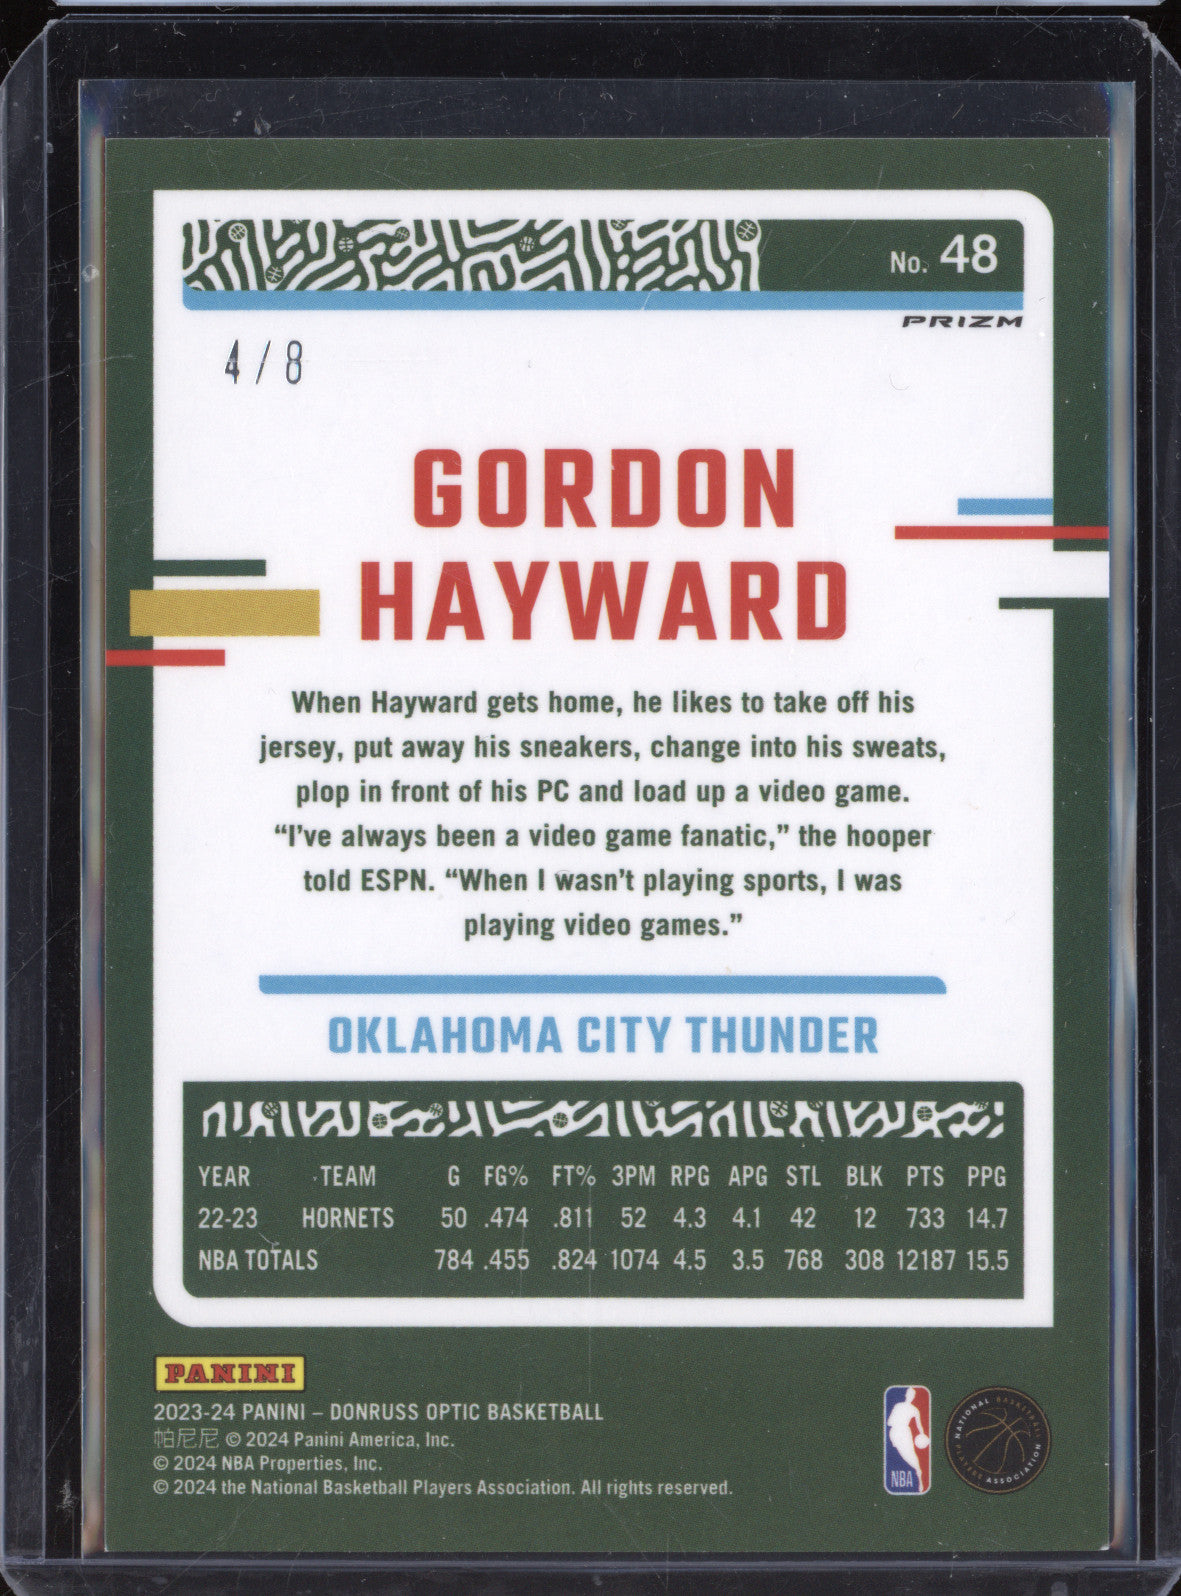 No. 48
PRIZM
4/8
GORDON
HAYWARD
When Hayward gets home, he likes to take off his
jersey, put away his sneakers, change into his sweats,
plop in front of his PC and load up a video game.
“I’ve always been a video game fanatic,” the hooper
told ESPN. “When I wasn’t playing sports, I was
playing video games.”
OKLAHOMA CITY THUNDER
YEAR TEAM G FG% FT% 3PM RPG APG STL BLK PTS PPG
22-23 HORNETS 50 .474 .811 52 4.3 4.1 42 12 733 14.7
NBA TOTALS 784 .455 .824 1074 4.5 3.5 768 308 12187 15.5
PANINI
2023-24 PANINI – DONRUSS OPTIC BASKETBALL
帕尼尼 © 2024 Panini America, Inc.
© 2024 NBA Properties, Inc.
© 2024 the National Basketball Players Association. All rights reserved.
NBA
NATIONAL BASKETBALL PLAYERS ASSOCIATION